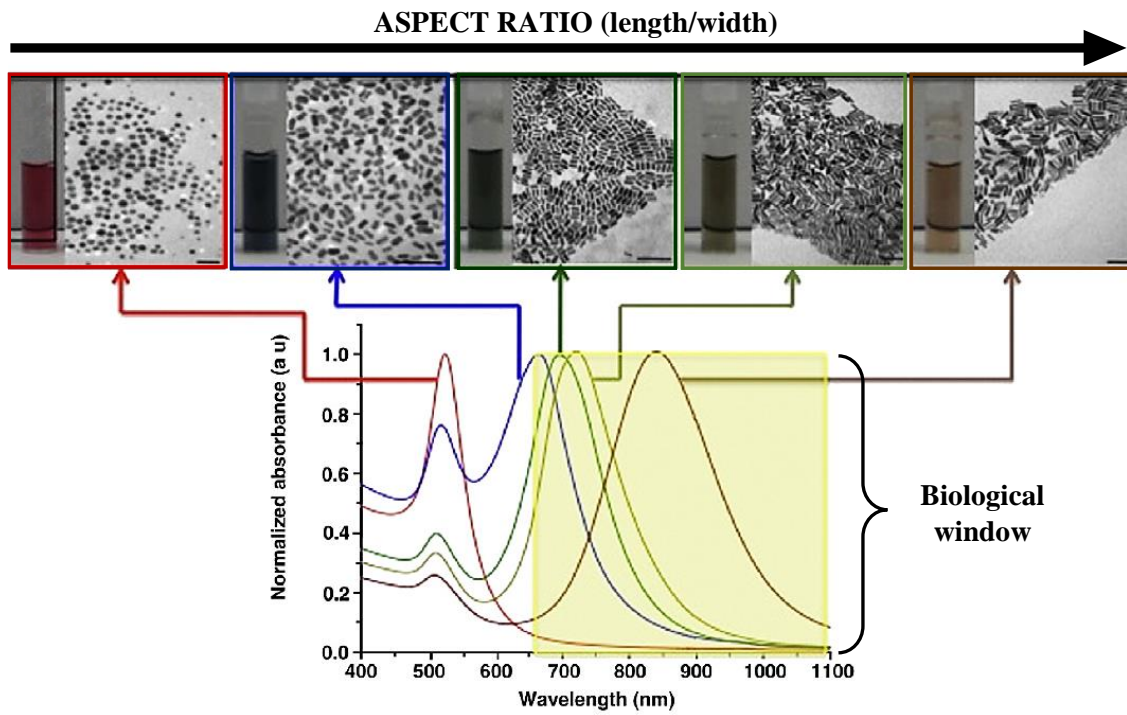 ASPECT RATIO (length/width)
1.0
0.8
0.6
0.4
0.2
0.0
Normalized absorbance (a u)
400 500 600 700 800 900 1000 1100
Wavelength (nm)
Biological
window